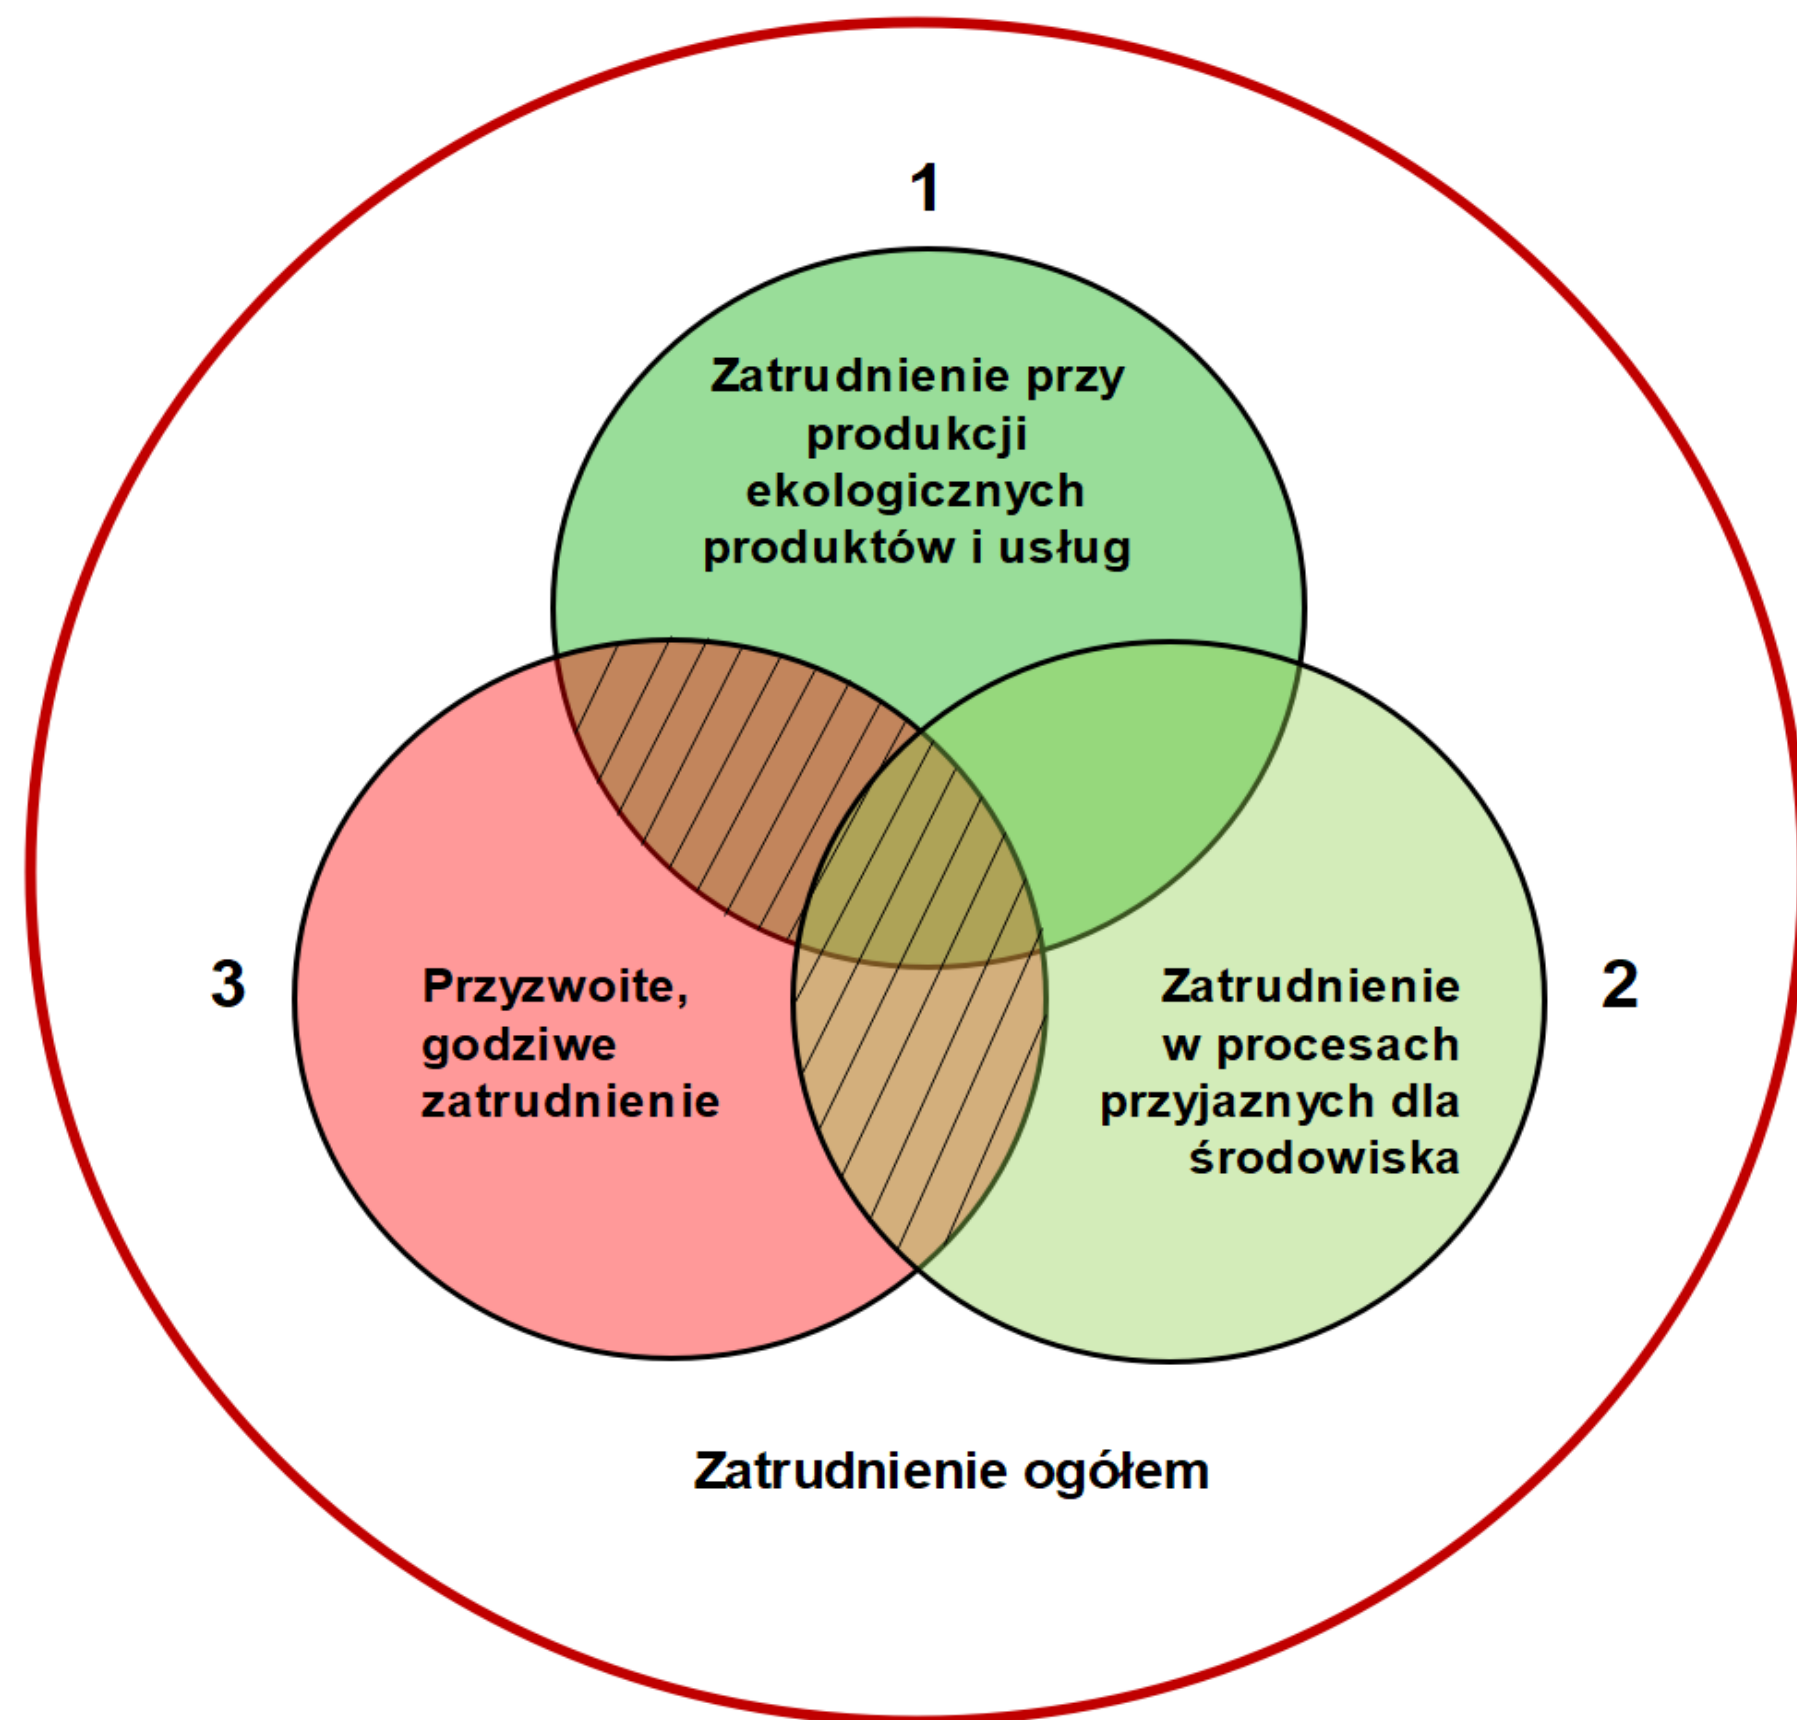 1
Zatrudnienie przy
produkcji
ekologicznych
produktów i usług
3
Przyzwoite,
godziwe
zatrudnienie
Zatrudnienie
w procesach
przyjaznych dla
środowiska
2
Zatrudnienie ogółem